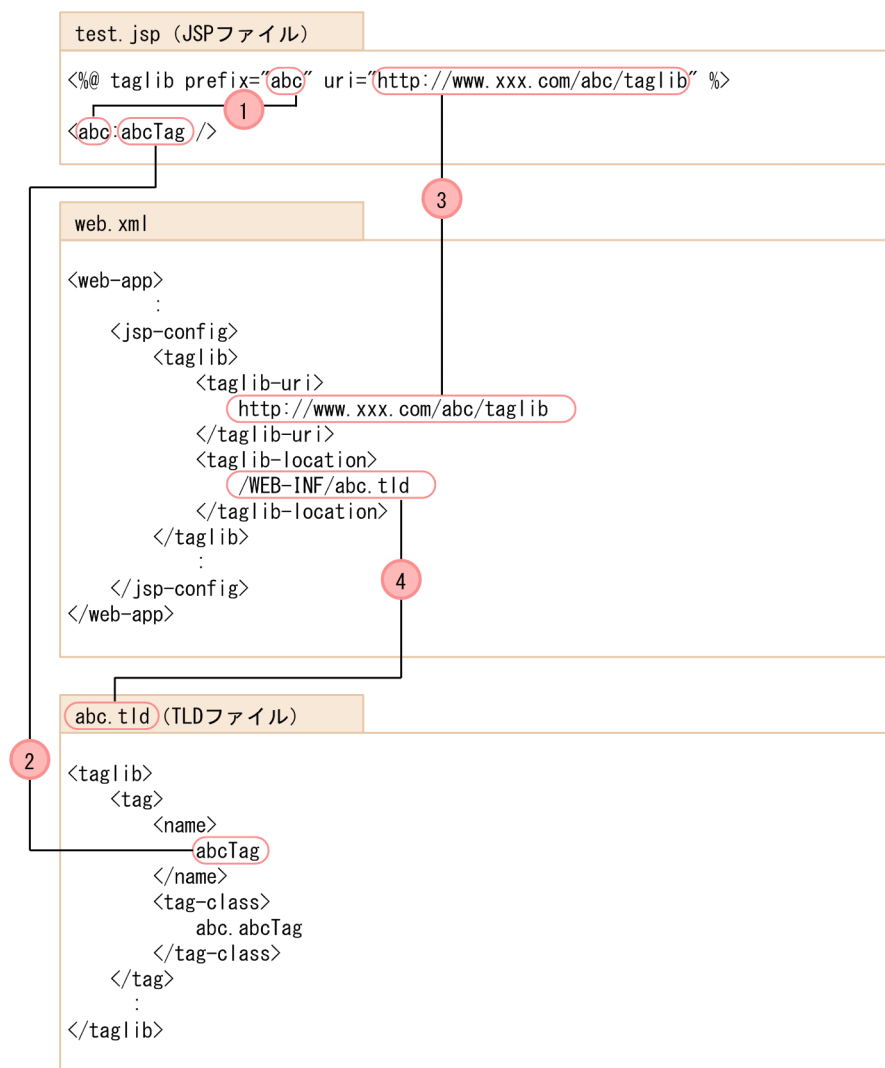 test.jsp (JSPファイル)
<%@ taglib prefix="abc" uri="http://www.xxx.com/abc/taglib" %>
1
<abc:abcTag />
3
web.xml
<web-app>
:
<jsp-config>
<taglib>
<taglib-uri>
http://www.xxx.com/abc/taglib
</taglib-uri>
<taglib-location>
/WEB-INF/abc.tld
</taglib-location>
</taglib>
:
4
</jsp-config>
</web-app>
abc.tld (TLDファイル)
2
<taglib>
<tag>
<name>
abcTag
</name>
<tag-class>
abc.abcTag
</tag-class>
</tag>
:
</taglib>